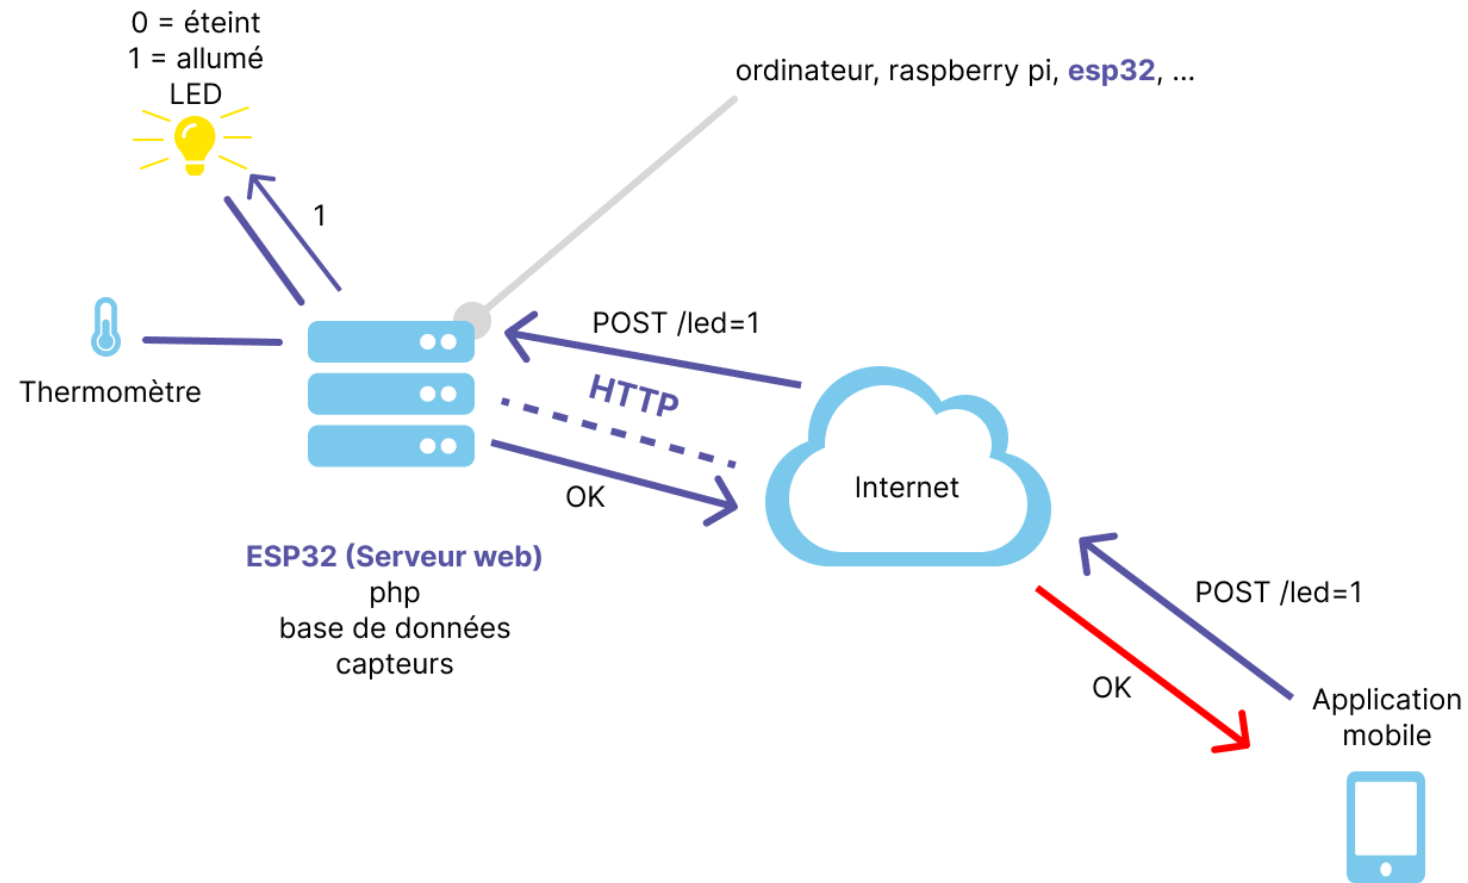 0 = éteint
1 = allumé
LED
ordinateur, raspberry pi, esp32, ...
1
POST /led=1
HTTP
Thermomètre
OK
Internet
ESP32 (Serveur web)
php
base de données
capteurs
POST /led=1
OK
Application
mobile